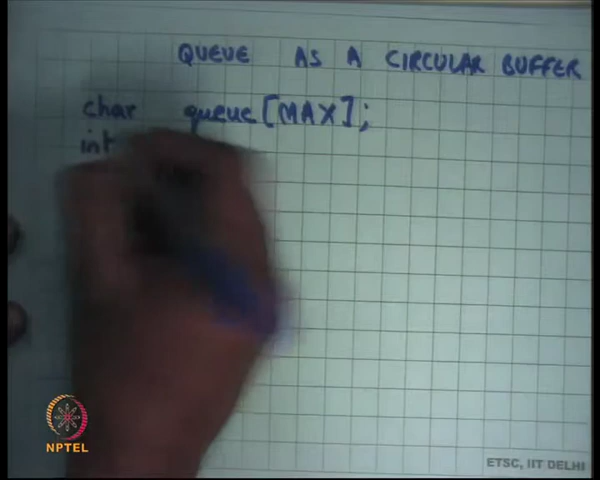 QUEUE AS A CIRCULAR BUFFER
char queue[MAX];
int
NPTEL
ETSC, IIT DELHI